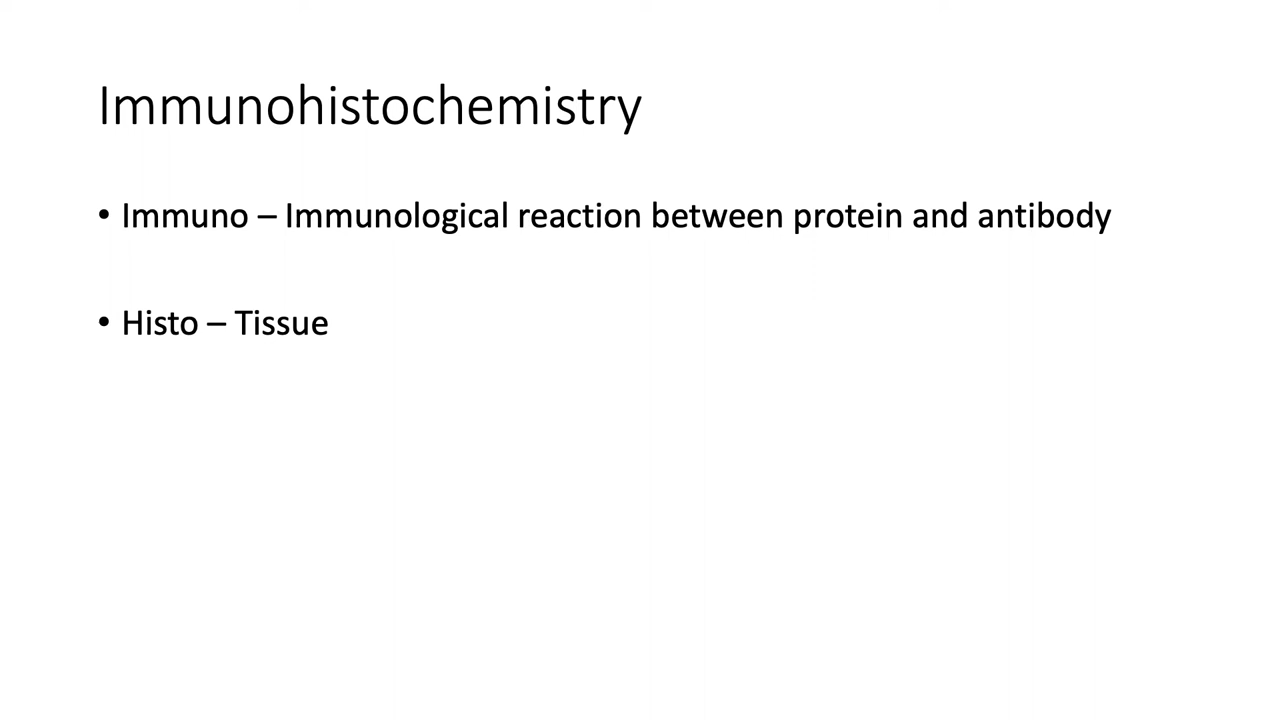 Immunohistochemistry
• Immuno – Immunological reaction between protein and antibody
• Histo – Tissue